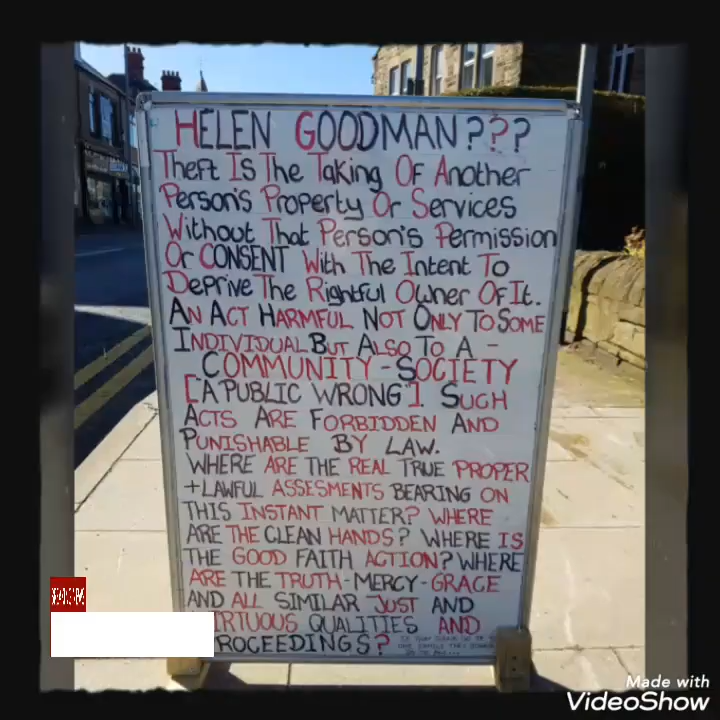 HELEN GOODMAN???
Theft Is The Taking Of Another
Person's Property Or Services
Without That Person's Permission
Or CONSENT With The Intent To
Deprive The Rightful Owner Of It.
AN ACT HARMFUL NOT ONLY TO SOME
INDIVIDUAL BUT ALSO TO A -
COMMUNITY-SOCIETY
[A PUBLIC WRONG]. SUCH
ACTS ARE FORBIDDEN AND
PUNISHABLE BY LAW.
WHERE ARE THE REAL TRUE PROPER
+LAWFUL ASSESMENTS BEARING ON
THIS INSTANT MATTER? WHERE
ARE THE CLEAN HANDS? WHERE IS
THE GOOD FAITH ACTION? WHERE
ARE THE TRUTH-MERCY-GRACE
AND ALL SIMILAR JUST AND
IRTUOUS QUALITIES AND
ROCEEDINGS?
Made with
VideoShow